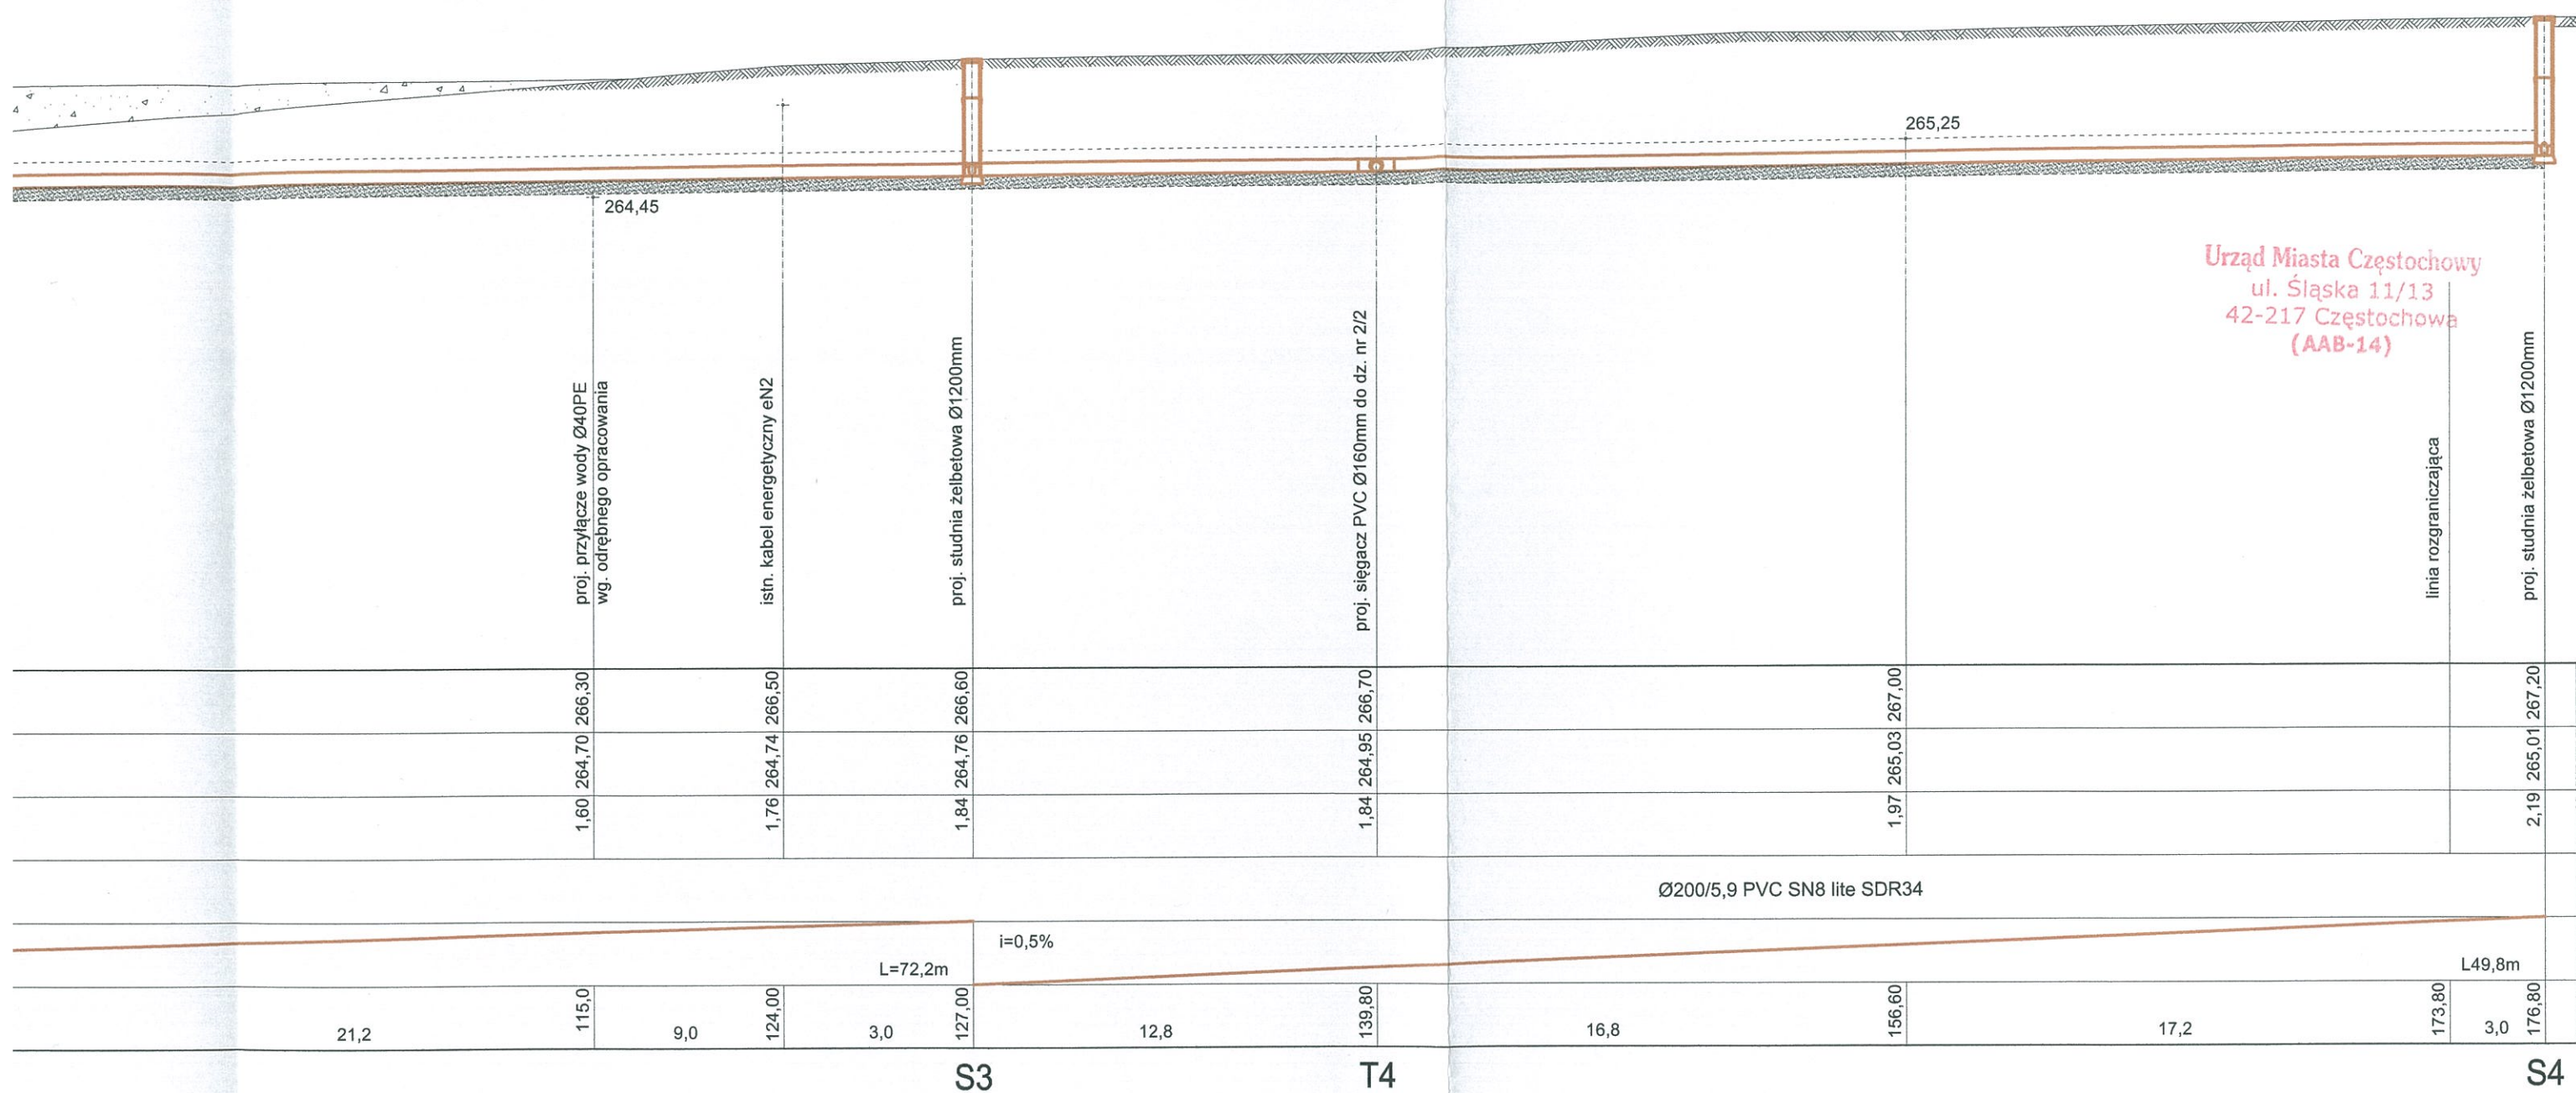 265,25
264,45
Urząd Miasta Częstochowy
ul. Śląska 11/13
42-217 Częstochowa
(AAB-14)
proj. przyłącze wody Ø40PE
wg. odrębnego opracowania
istn. kabel energetyczny eN2
proj. studnia żelbetowa Ø1200mm
proj. sięgacz PVC Ø160mm do dz. nr 2/2
linia rozgraniczająca
proj. studnia żelbetowa Ø1200mm
266,30 266,50 266,60 266,70 267,00 267,20
264,70 264,74 264,76 264,95 265,03 265,01
1,60 1,76 1,84 1,84 1,97 2,19
Ø200/5,9 PVC SN8 lite SDR34
i=0,5%
L=72,2m
L49,8m
115,0 124,00 127,00 139,80 156,60 173,80 176,80
21,2 9,0 3,0 12,8 16,8 17,2 3,0
S3 T4 S4